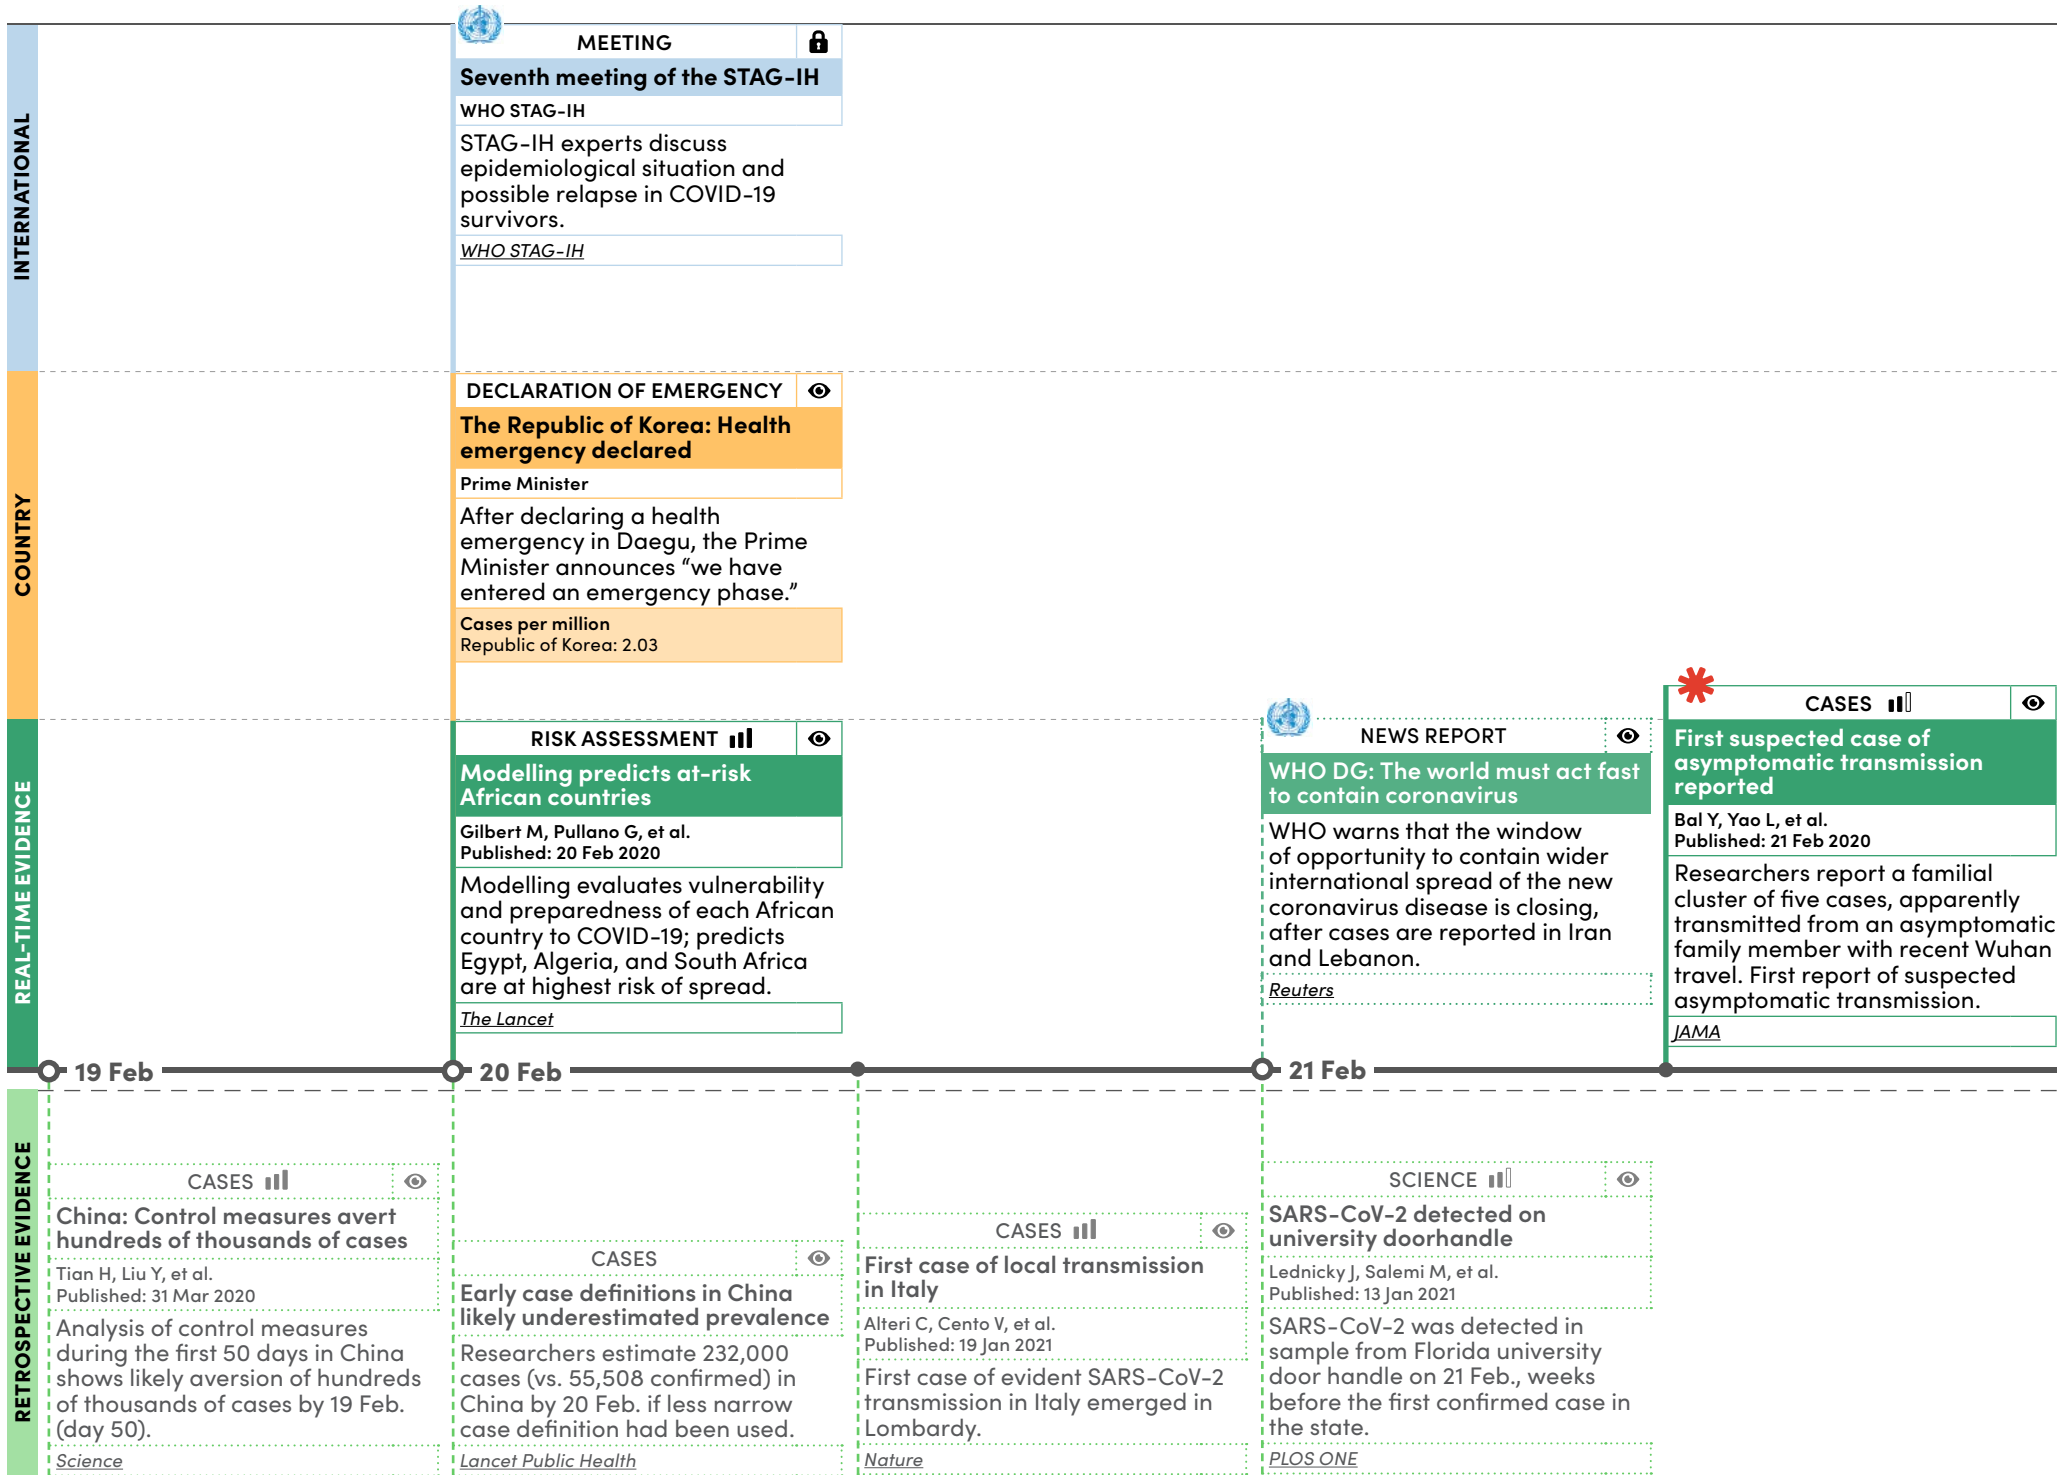 INTERNATIONAL
MEETING
Seventh meeting of the STAG-IH
WHO STAG-IH
STAG-IH experts discuss
epidemiological situation and
possible relapse in COVID-19
survivors.
WHO STAG-IH
COUNTRY
DECLARATION OF EMERGENCY
The Republic of Korea: Health
emergency declared
Prime Minister
After declaring a health
emergency in Daegu, the Prime
Minister announces “we have
entered an emergency phase.”
Cases per million
Republic of Korea: 2.03
REAL-TIME EVIDENCE
RISK ASSESSMENT
Modelling predicts at-risk
African countries
Gilbert M, Pullano G, et al.
Published: 20 Feb 2020
Modelling evaluates vulnerability
and preparedness of each African
country to COVID-19; predicts
Egypt, Algeria, and South Africa
are at highest risk of spread.
The Lancet
NEWS REPORT
WHO DG: The world must act fast
to contain coronavirus
WHO warns that the window
of opportunity to contain wider
international spread of the new
coronavirus disease is closing,
after cases are reported in Iran
and Lebanon.
Reuters
CASES
First suspected case of
asymptomatic transmission
reported
Bal Y, Yao L, et al.
Published: 21 Feb 2020
Researchers report a familial
cluster of five cases, apparently
transmitted from an asymptomatic
family member with recent Wuhan
travel. First report of suspected
asymptomatic transmission.
JAMA
19 Feb
20 Feb
21 Feb
RETROSPECTIVE EVIDENCE
CASES
China: Control measures avert
hundreds of thousands of cases
Tian H, Liu Y, et al.
Published: 31 Mar 2020
Analysis of control measures
during the first 50 days in China
shows likely aversion of hundreds
of thousands of cases by 19 Feb.
(day 50).
Science
CASES
Early case definitions in China
likely underestimated prevalence
Researchers estimate 232,000
cases (vs. 55,508 confirmed) in
China by 20 Feb. if less narrow
case definition had been used.
Lancet Public Health
CASES
First case of local transmission
in Italy
Alteri C, Cento V, et al.
Published: 19 Jan 2021
First case of evident SARS-CoV-2
transmission in Italy emerged in
Lombardy.
Nature
SCIENCE
SARS-CoV-2 detected on
university doorhandle
Lednicky J, Salemi M, et al.
Published: 13 Jan 2021
SARS-CoV-2 was detected in
sample from Florida university
door handle on 21 Feb., weeks
before the first confirmed case in
the state.
PLOS ONE